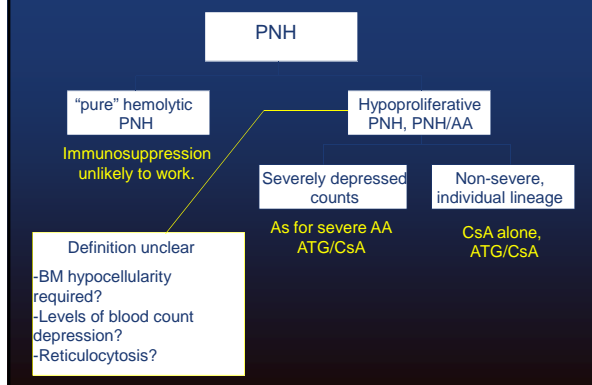 PNH
“pure” hemolytic
PNH
Hypoproliferative
PNH, PNH/AA
Immunosuppression
unlikely to work.
Severely depressed
counts
Non-severe,
individual lineage
As for severe AA
ATG/CsA
CsA alone,
ATG/CsA
Definition unclear
-BM hypocellularity
required?
-Levels of blood count
depression?
-Reticulocytosis?